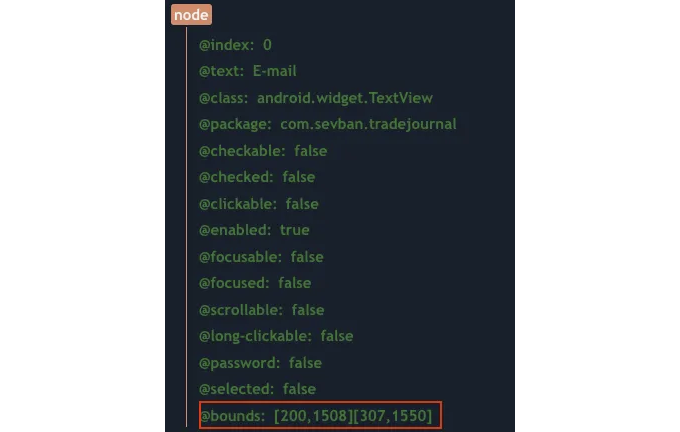 node
@index: 0
@text: E-mail
@class: android.widget.TextView
@package: com.sevban.tradejournal
@checkable: false
@checked: false
@clickable: false
@enabled: true
@focusable: false
@focused: false
@scrollable: false
@long-clickable: false
@password: false
@selected: false
@bounds: [200,1508][307,1550]